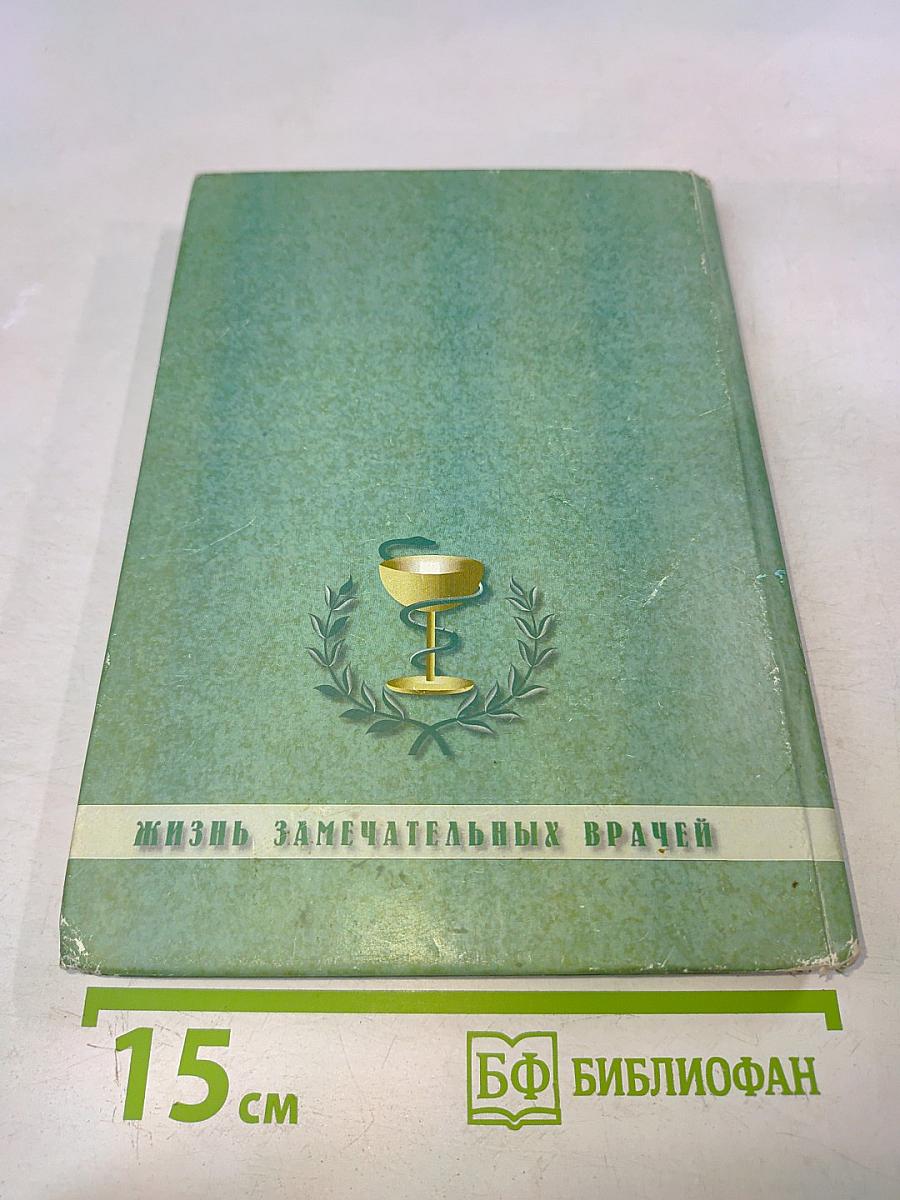 ЖИЗНЬ ЗАМЕЧАТЕЛЬНЫХ ВРАЧЕЙ
15 см
БФ БИБЛИОФАН